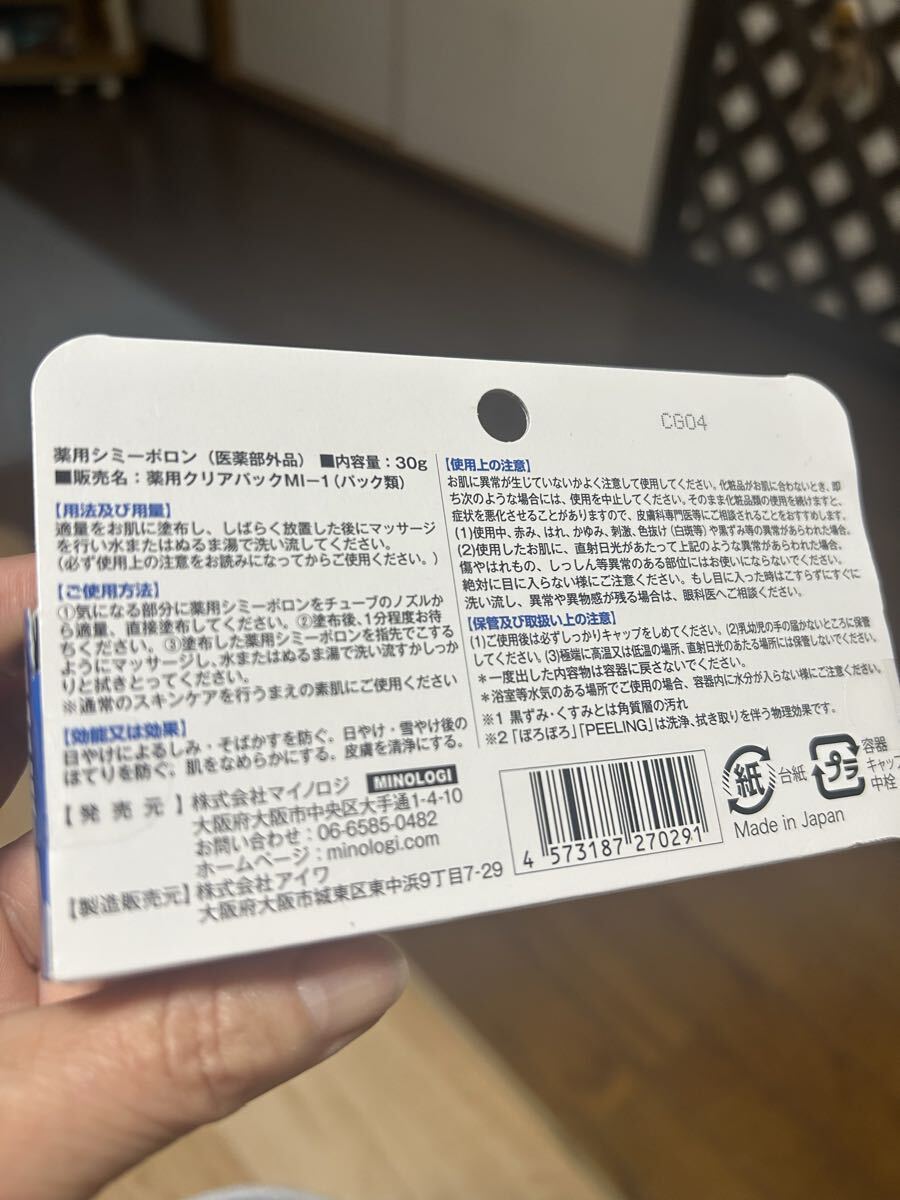 CG04
薬用シミーボロン（医薬部外品） ■内容量：30g
■販売名：薬用クリアパックMI-1（パック類）
【用法及び用量】
適量をお肌に塗布し、しばらく放置した後にマッサージ
を行い水またはぬるま湯で洗い流してください。
（必ず使用上の注意をお読みになってからご使用ください。）
【ご使用方法】
①気になる部分に薬用シミーボロンをチューブのノズルか
ら適量、直接塗布してください。②塗布後、1分程度お待
ちください。③塗布した薬用シミーボロンを指先でこする
ようにマッサージし、水またはぬるま湯で洗い流すかしっか
りと拭きとってください。
※通常のスキンケアを行うまえの素肌にご使用ください
【効能又は効果】
日やけによるしみ・そばかすを防ぐ。日やけ・雪やけ後の
ほてりを防ぐ。肌をなめらかにする。皮膚を清浄にする。
【発売元】株式会社マイノロジ MINOLOGI
大阪府大阪市中央区大手通1-4-10
お問い合わせ：06-6585-0482
ホームページ：minologi.com
【製造販売元】株式会社アイワ
大阪府大阪市城東区東中浜9丁目7-29
【使用上の注意】
お肌に異常が生じていないかよく注意して使用してください。化粧品がお肌に合わないとき、即
ち次のような場合には、使用を中止してください。そのまま化粧品類の使用を続けますと、
症状を悪化させることがありますので、皮膚科専門医等にご相談されることをおすすめします。
(1)使用中、赤み、はれ、かゆみ、刺激、色抜け（白斑等）や黒ずみ等の異常があらわれた場合。
(2)使用したお肌に、直射日光があたって上記のような異常があらわれた場合。
傷やはれもの、しっしん等異常のある部位にはお使いにならないでください。
絶対に目に入らない様にご注意ください。もし目に入った時はこすらずにすぐに
洗い流し、異常や異物感が残る場合は、眼科医へご相談ください。
【保管及び取扱い上の注意】
(1)ご使用後は必ずしっかりキャップをしめてください。(2)乳幼児の手の届かないところに保管
してください。(3)極端に高温又は低温の場所、直射日光のあたる場所には保管しないでください。
＊一度出した内容物は容器に戻さないでください。
＊浴室等水気のある場所でご使用の場合、容器内に水分が入らない様にご注意ください。
※1 黒ずみ・くすみとは角質層の汚れ
※2「ぽろぽろ」「PEELING」は洗浄、拭き取りを伴う物理効果です。
4 573187 270291
紙 台紙
プラ 容器
キャップ
中栓
Made in Japan